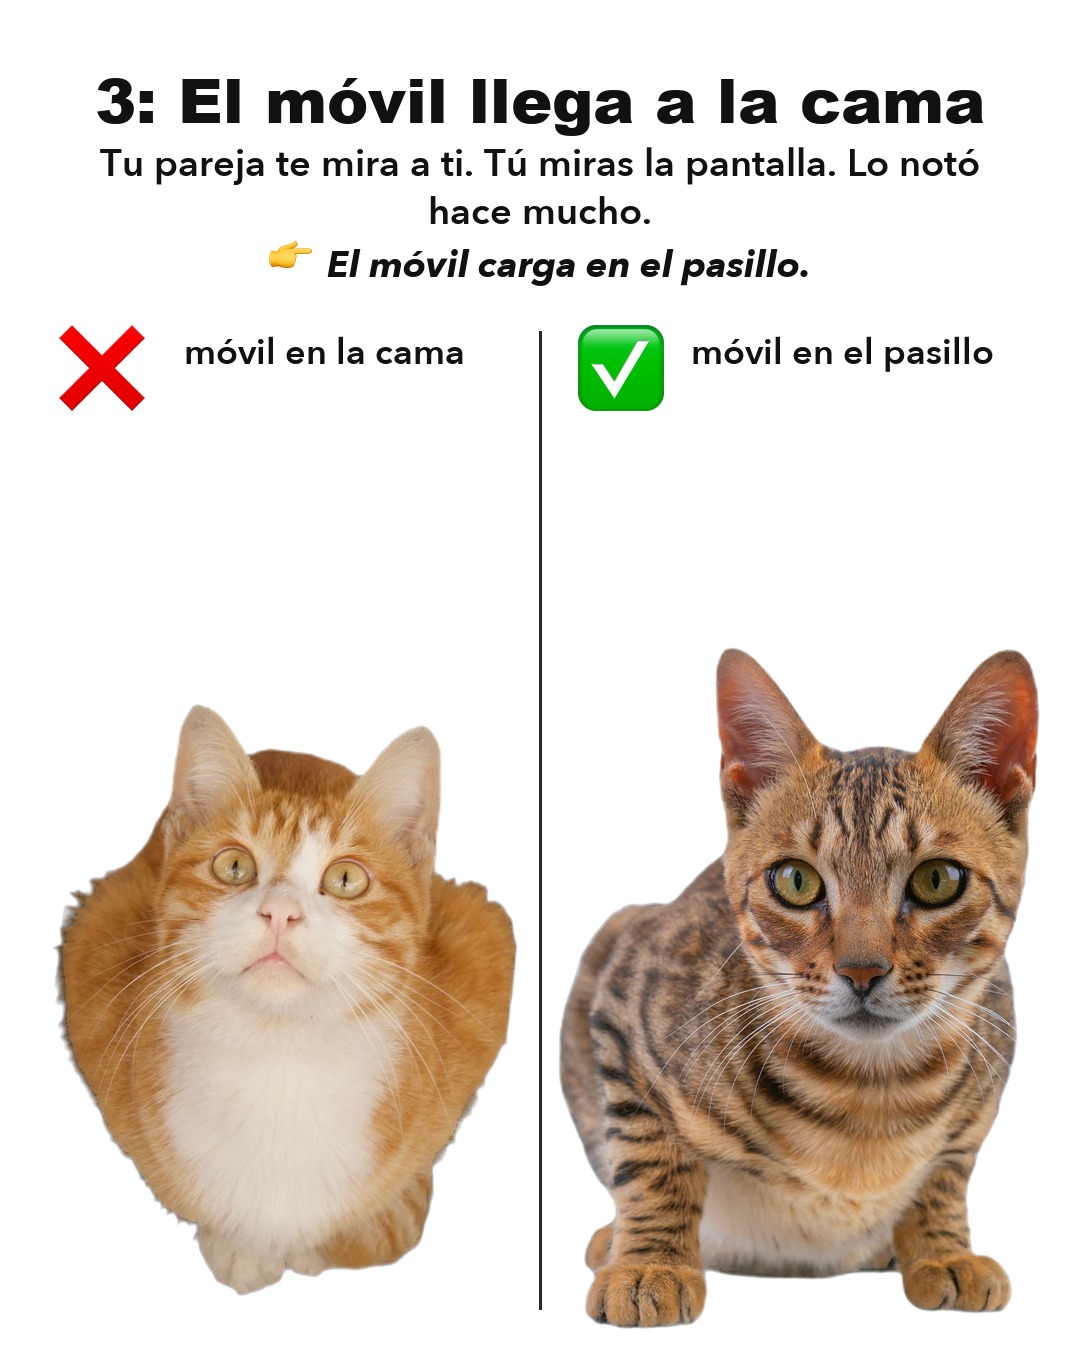 3: El móvil llega a la cama
Tu pareja te mira a ti. Tú miras la pantalla. Lo notó
hace mucho.
👉 El móvil carga en el pasillo.
❌ móvil en la cama
✅ móvil en el pasillo